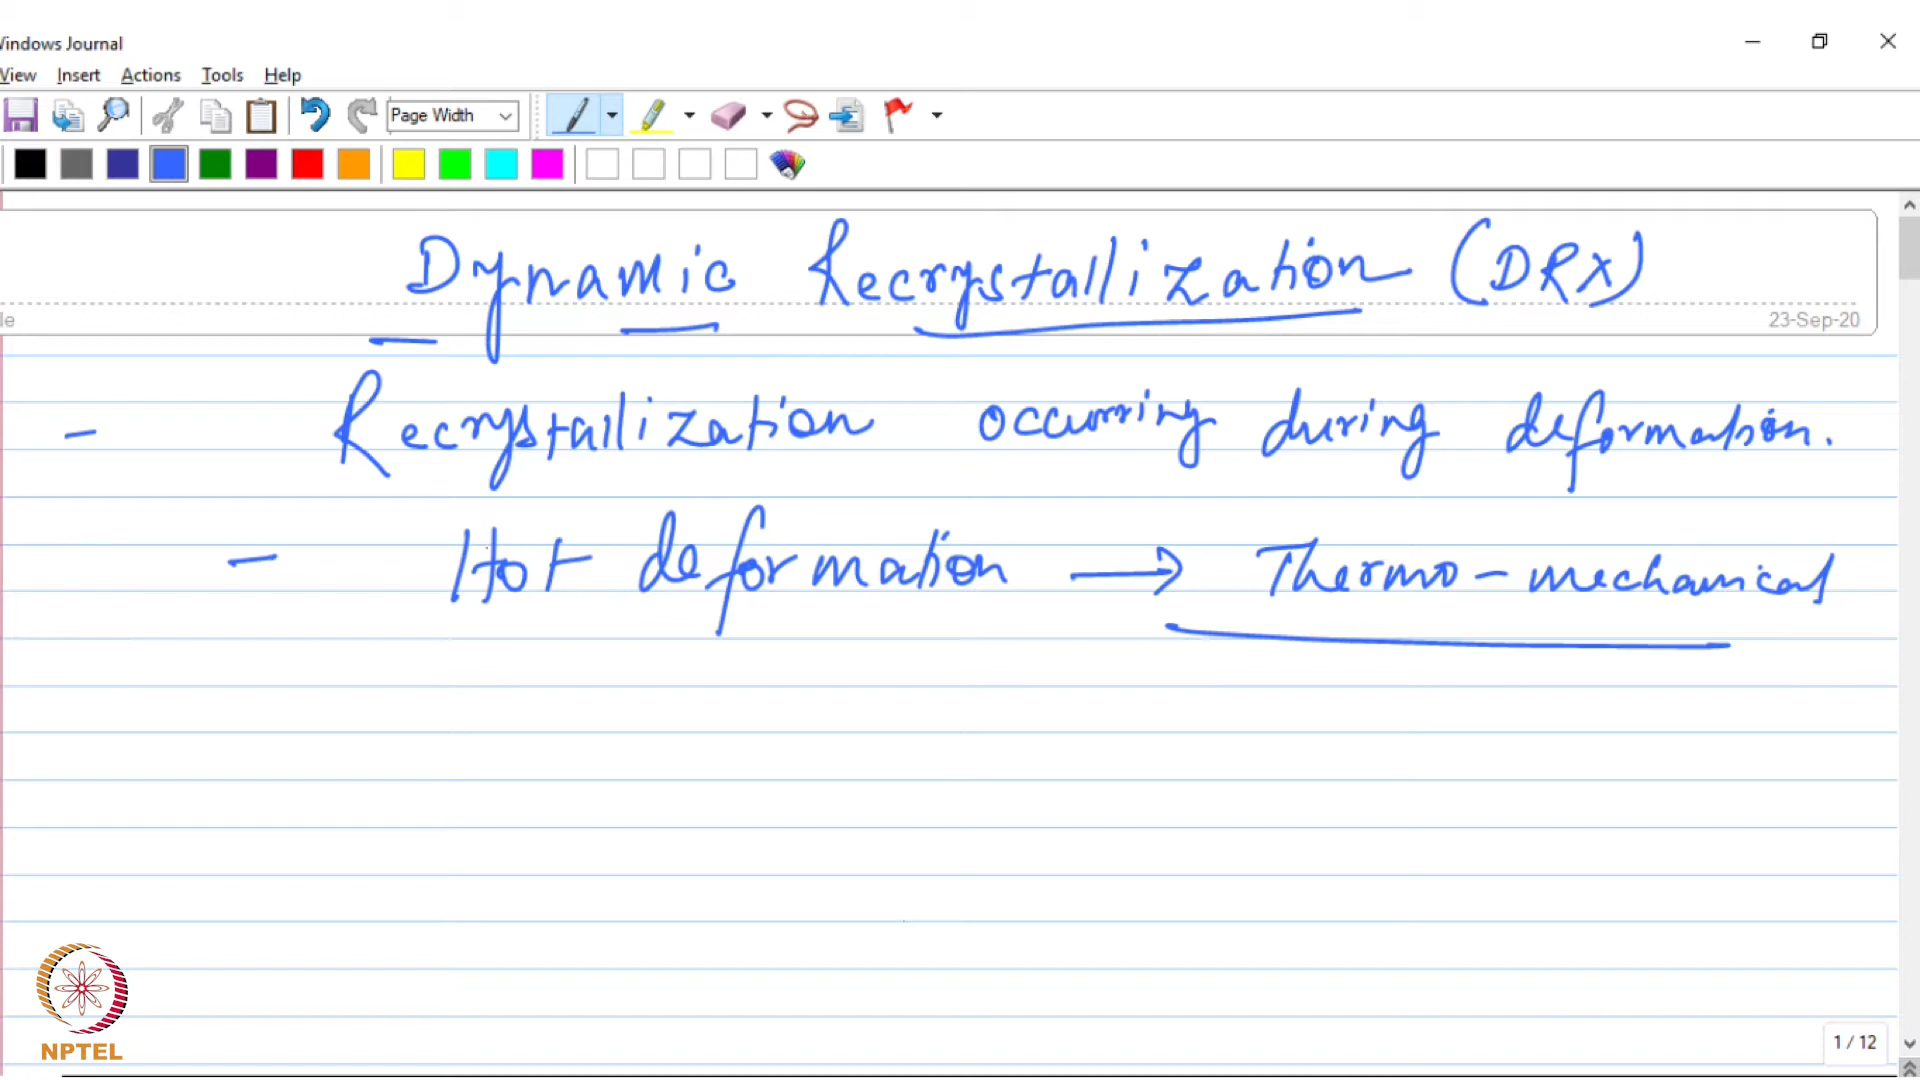 Windows Journal
View Insert Actions Tools Help
Page Width
Dynamic Recrystallization (DRX)
le
23-Sep-20
- Recrystallization occurring during deformation.
- Hot deformation → Thermo-mechanical
NPTEL
1 / 12